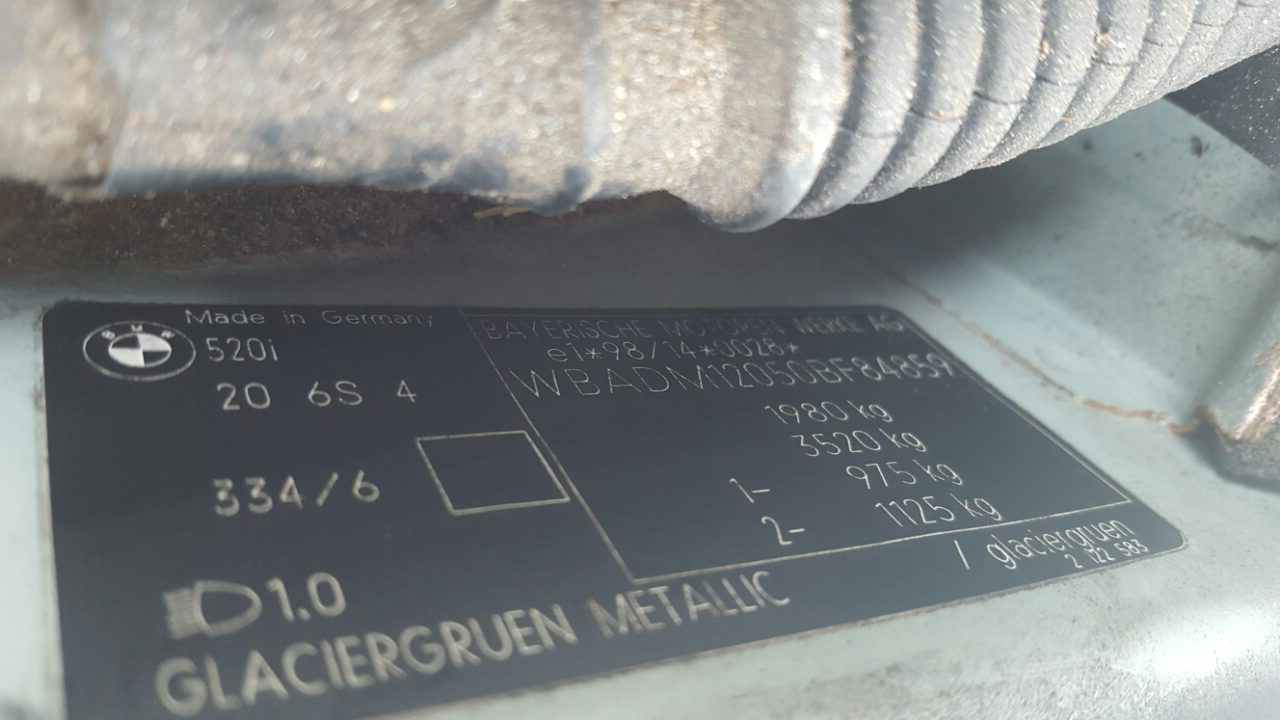 BMW
Made in Germany
520i
20 6S 4
334/6
1.0
GLACIERGRUEN METALLIC
BAYERISCHE MOTOREN WERKE AG
e1*98/14*0028*
WBADM12050BF84859
1980 kg
3520 kg
1- 975 kg
2- 1125 kg
/ glaciergruen
2 122 583